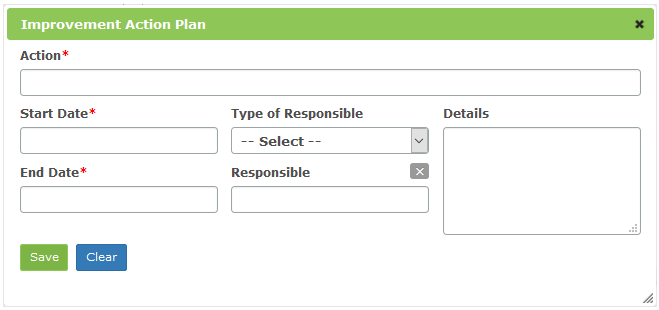 Improvement Action Plan
Action*
Start Date*
Type of Responsible
Details
-- Select --
End Date*
Responsible
Save
Clear